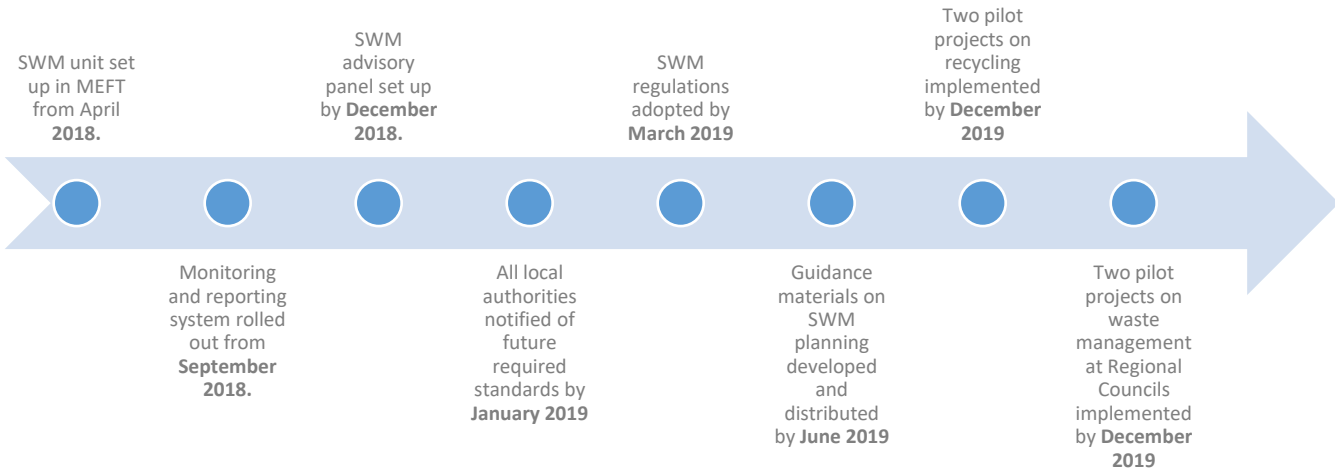 SWM unit set
up in MEFT
from April
2018.
Monitoring
and reporting
system rolled
out from
September
2018.
SWM
advisory
panel set up
by December
2018.
All local
authorities
notified of
future
required
standards by
January 2019
SWM
regulations
adopted by
March 2019
Guidance
materials on
SWM
planning
developed
and
distributed
by June 2019
Two pilot
projects on
recycling
implemented
by December
2019
Two pilot
projects on
waste
management
at Regional
Councils
implemented
by December
2019